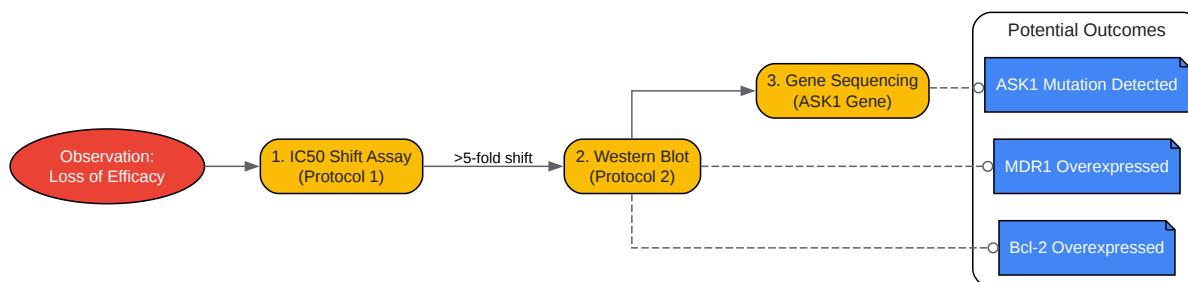 Observation:
Loss of Efficacy
1. IC50 Shift Assay
(Protocol 1)
>5-fold shift
2. Western Blot
(Protocol 2)
3. Gene Sequencing
(ASK1 Gene)
Potential Outcomes
ASK1 Mutation Detected
MDR1 Overexpressed
Bcl-2 Overexpressed